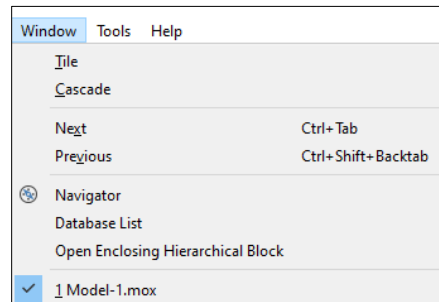 Window Tools Help
Tile
Cascade
Next Ctrl+Tab
Previous Ctrl+Shift+Backtab
Navigator
Database List
Open Enclosing Hierarchical Block
1 Model-1.mox